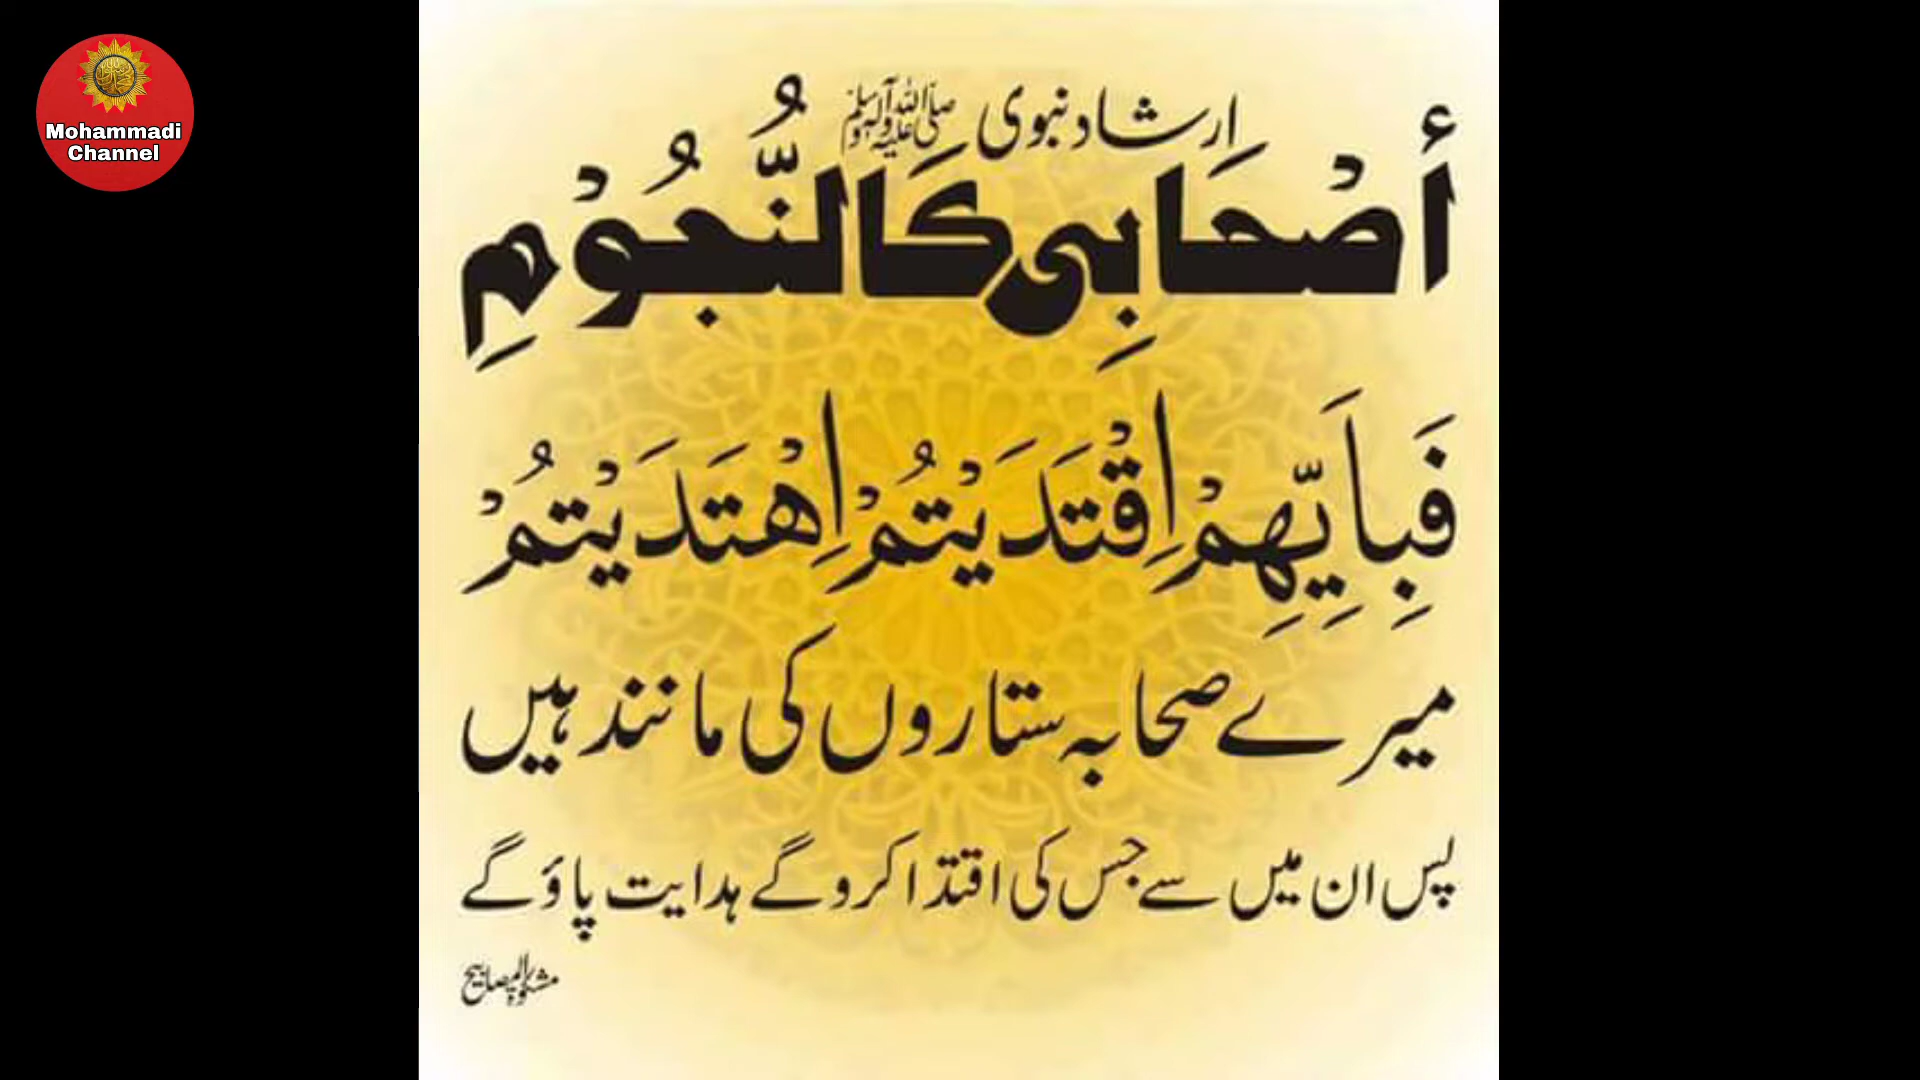 Mohammadi
Channel
ارشاد نبوی صلی اللہ علیہ وآلہ وسلم
أَصْحَابِي كَالنُّجُوْمِ
فَبِاَيِّهِمْ اِقْتَدَيْتُمْ اِهْتَدَيْتُمْ
میرے صحابہ ستاروں کی مانند ہیں
پس ان میں سے جس کی اقتدا کرو گے ہدایت پاؤ گے
مشکوٰۃ المصابیح